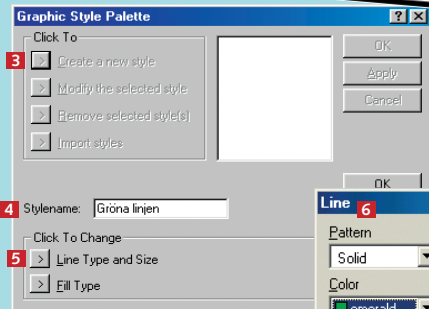 Graphic Style Palette
Click To
3 > Create a new style
> Modify the selected style
> Remove selected style(s)
> Import styles
OK
Apply
Cancel
OK
4 Stylename: Gröna linjen
Click To Change
5 > Line Type and Size
> Fill Type
Line 6
Pattern
Solid
Color
emerald